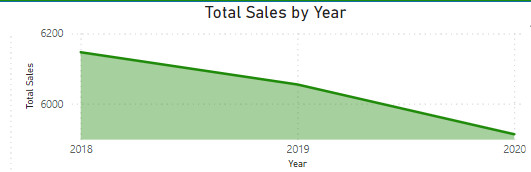 Total Sales by Year
6200
6000
Total Sales
2018 2019 2020
Year